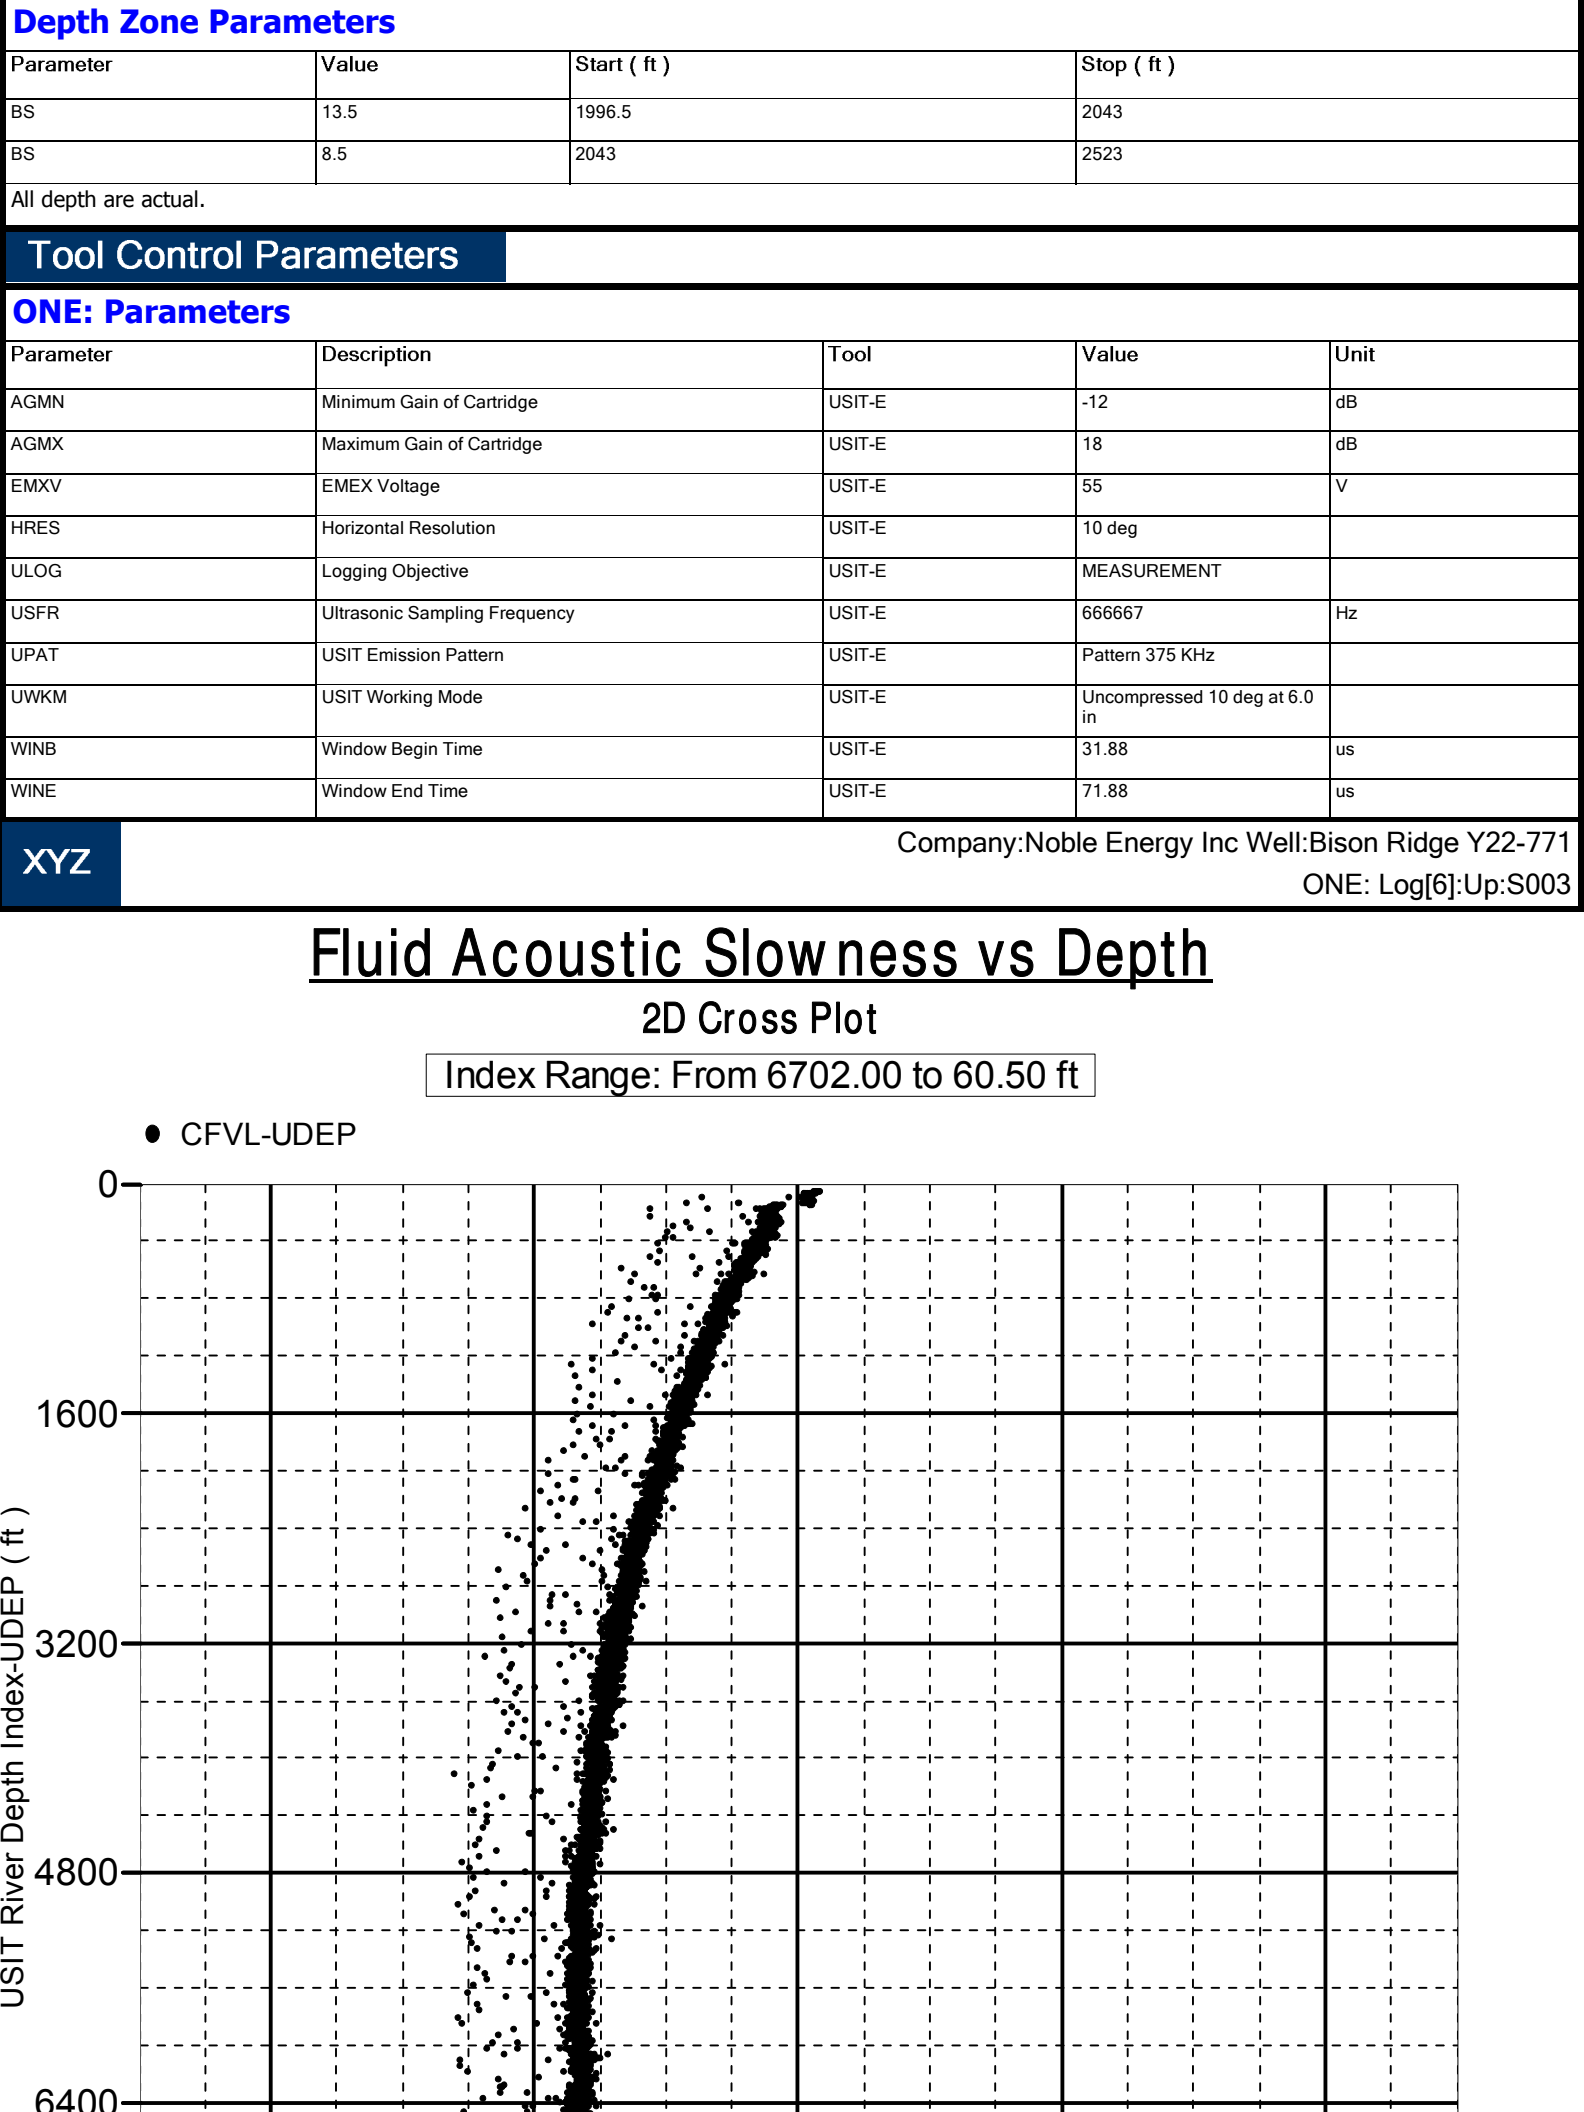 Depth Zone Parameters
Parameter Value Start ( ft ) Stop ( ft )
BS 13.5 1996.5 2043
BS 8.5 2043 2523
All depth are actual.
Tool Control Parameters
ONE: Parameters
Parameter Description Tool Value Unit
AGMN Minimum Gain of Cartridge USIT-E -12 dB
AGMX Maximum Gain of Cartridge USIT-E 18 dB
EMXV EMEX Voltage USIT-E 55 V
HRES Horizontal Resolution USIT-E 10 deg
ULOG Logging Objective USIT-E MEASUREMENT
USFR Ultrasonic Sampling Frequency USIT-E 666667 Hz
UPAT USIT Emission Pattern USIT-E Pattern 375 KHz
UWKM USIT Working Mode USIT-E Uncompressed 10 deg at 6.0
in
WINB Window Begin Time USIT-E 31.88 us
WINE Window End Time USIT-E 71.88 us
XYZ
Company:Noble Energy Inc Well:Bison Ridge Y22-771
ONE: Log[6]:Up:S003
Fluid Acoustic Slowness vs Depth
2D Cross Plot
Index Range: From 6702.00 to 60.50 ft
CFVL-UDEP
0
1600
3200
4800
6400
USIT River Depth Index-UDEP ( ft )